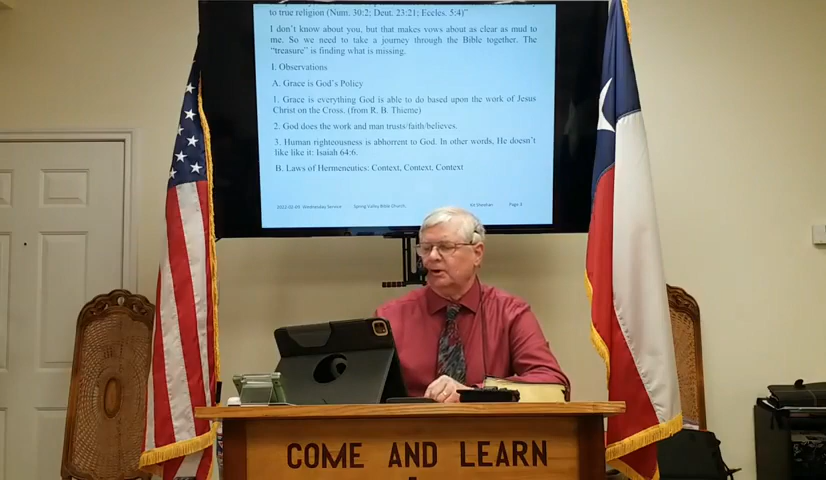 to true religion (Num. 30:2; Deut. 23:21; Eccles. 5:4)"
I don't know about you, but that makes vows about as clear as mud to
me. So we need to take a journey through the Bible together. The
"treasure" is finding what is missing.
I. Observations
A. Grace is God's Policy
1. Grace is everything God is able to do based upon the work of Jesus
Christ on the Cross. (from R. B. Thieme)
2. God does the work and man trusts/faith/believes.
3. Human righteousness is abhorrent to God. In other words, He doesn't
like like it: Isaiah 64:6.
B. Laws of Hermeneutics: Context, Context, Context
Wednesday Service Spring Valley Bible Church, Page 3
COME AND LEARN